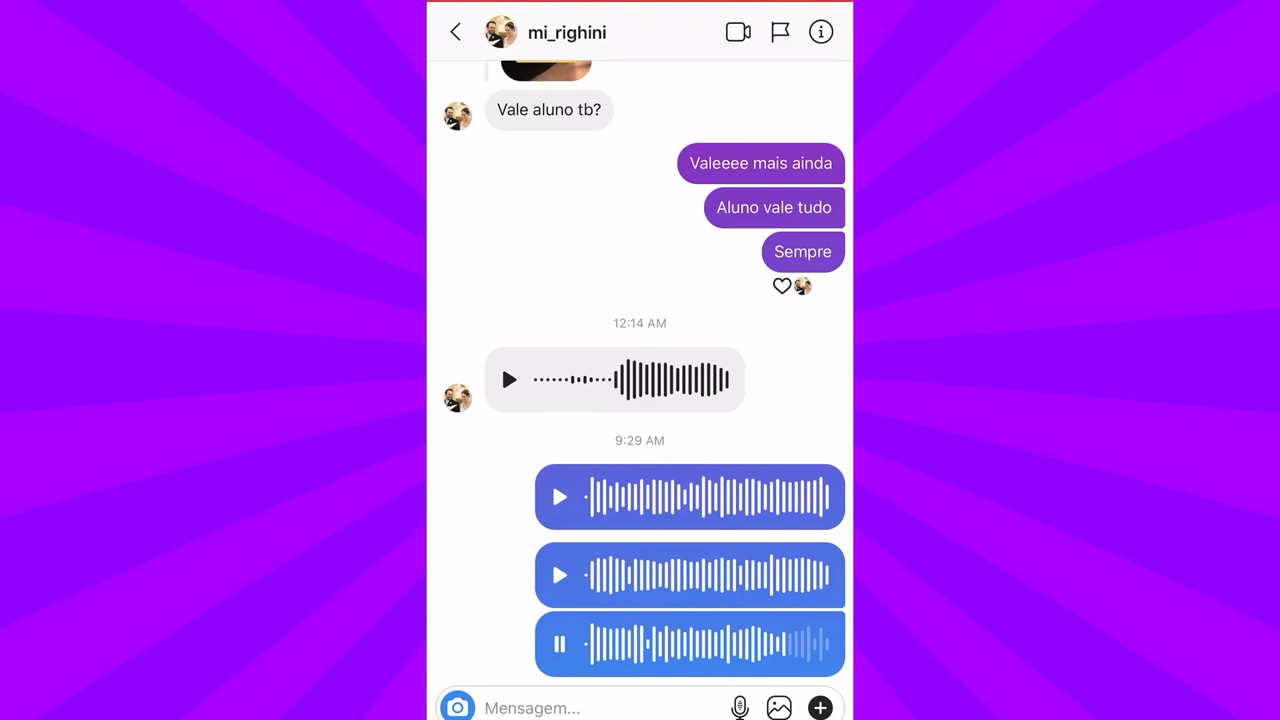 mi_righini
Vale aluno tb?
Valeeee mais ainda
Aluno vale tudo
Sempre
12:14 AM
9:29 AM
Mensagem...